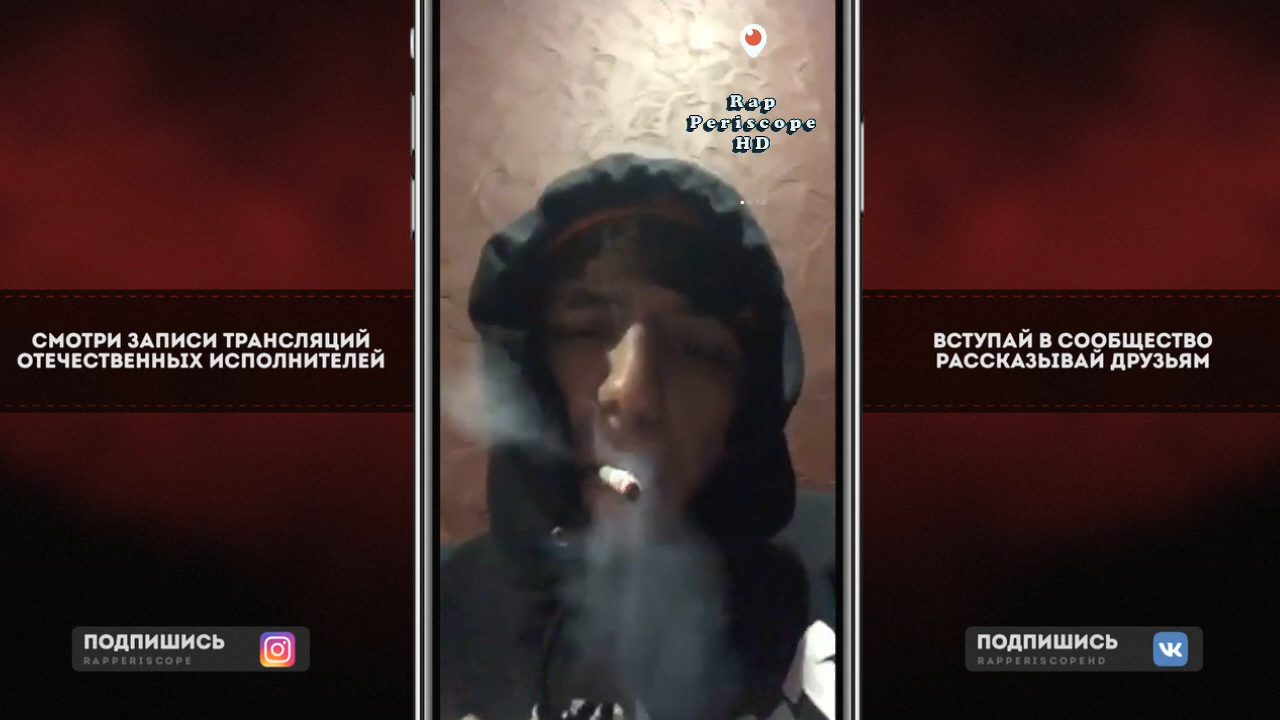 Rap
Periscope
HD
СМОТРИ ЗАПИСИ ТРАНСЛЯЦИЙ
ОТЕЧЕСТВЕННЫХ ИСПОЛНИТЕЛЕЙ
ВСТУПАЙ В СООБЩЕСТВО
РАССКАЗЫВАЙ ДРУЗЬЯМ
ПОДПИШИСЬ
RAPPERISCOPE
ПОДПИШИСЬ
RAPPERISCOPEHD